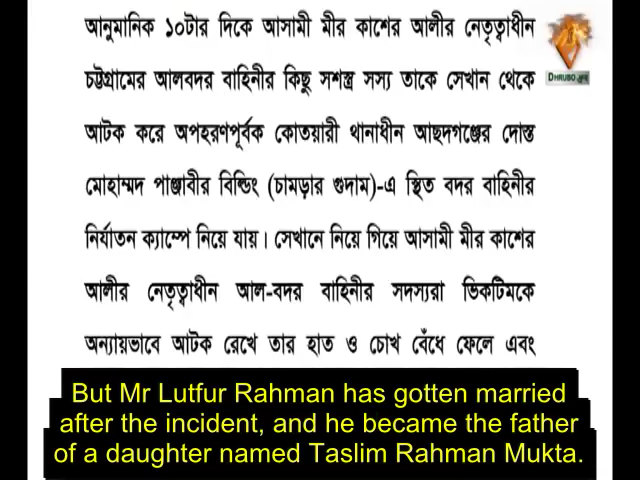 আনুমানিক ১০টার দিকে আসামী মীর কাশের আলীর নেতৃত্বাধীন
চট্টগ্রামের আলবদর বাহিনীর কিছু সশস্ত্র সস্য তাকে সেখান থেকে
আটক করে অপহরণপূর্বক কোতয়ারী থানাধীন আছদগঞ্জের দোস্ত
মোহাম্মদ পাঞ্জাবীর বিল্ডিং (চামড়ার গুদাম)-এ স্থিত বদর বাহিনীর
নির্যাতন ক্যাম্পে নিয়ে যায়। সেখানে নিয়ে গিয়ে আসামী মীর কাশের
আলীর নেতৃত্বাধীন আল-বদর বাহিনীর সদস্যরা ভিকটিমকে
অন্যায়ভাবে আটক রেখে তার হাত ও চোখ বেঁধে ফেলে এবং
DHRUBO
But Mr Lutfur Rahman has gotten married
after the incident, and he became the father
of a daughter named Taslim Rahman Mukta.